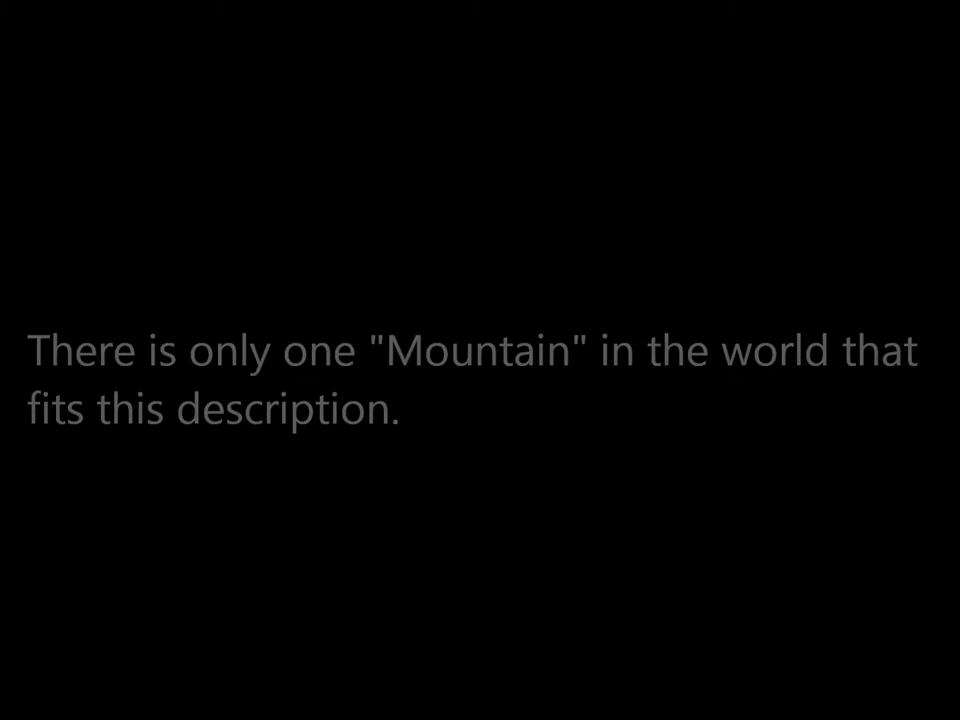 There is only one "Mountain" in the world that
fits this description.